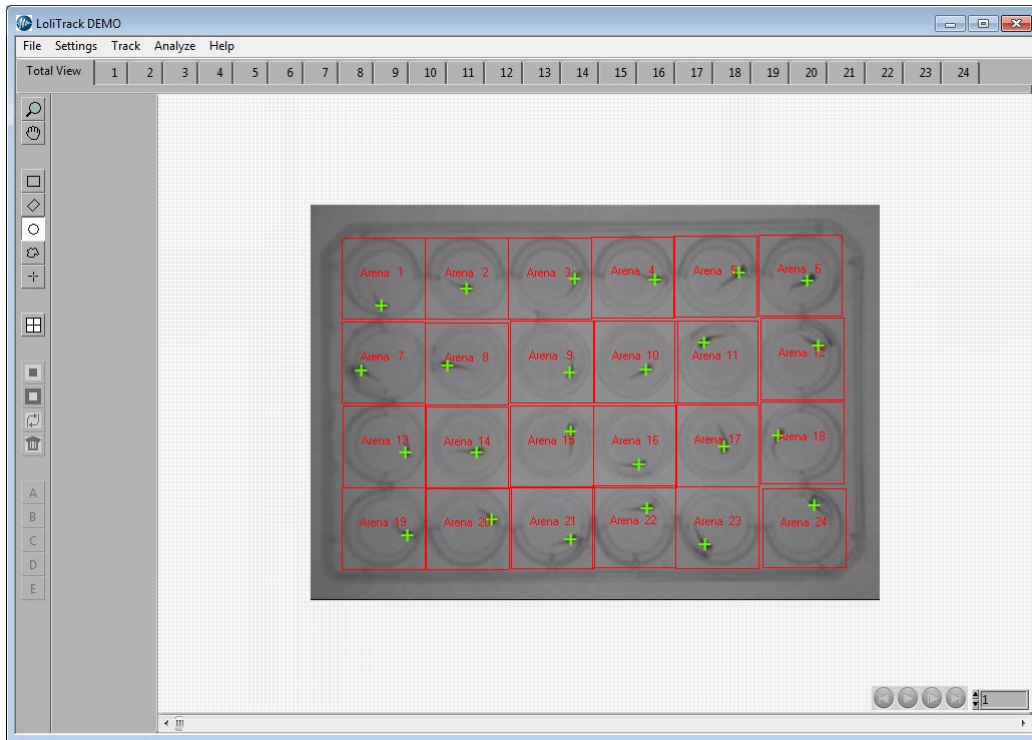 LoliTrack DEMO
File Settings Track Analyze Help
Total View 1 2 3 4 5 6 7 8 9 10 11 12 13 14 15 16 17 18 19 20 21 22 23 24
Arena 1 Arena 2 Arena 3 Arena 4 Arena 5 Arena 6
Arena 7 Arena 8 Arena 9 Arena 10 Arena 11 Arena 12
Arena 13 Arena 14 Arena 15 Arena 16 Arena 17 Arena 18
Arena 19 Arena 20 Arena 21 Arena 22 Arena 23 Arena 24
A
B
C
D
E
1